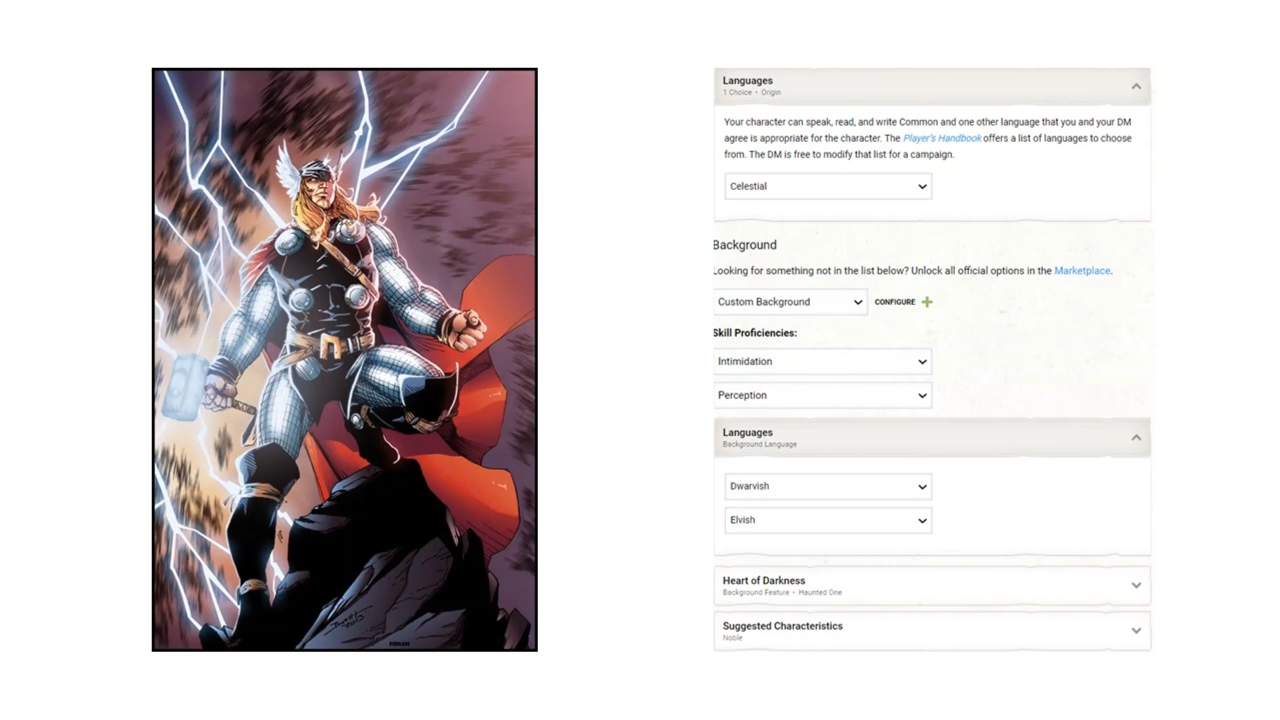 Languages
1 Choice • Origin
Your character can speak, read, and write Common and one other language that you and your DM
agree is appropriate for the character. The Player's Handbook offers a list of languages to choose
from. The DM is free to modify that list for a campaign.
Celestial
Background
Looking for something not in the list below? Unlock all official options in the Marketplace.
Custom Background CONFIGURE
Skill Proficiencies:
Intimidation
Perception
Languages
Background Language
Dwarvish
Elvish
Heart of Darkness
Background Feature • Haunted One
Suggested Characteristics
Noble